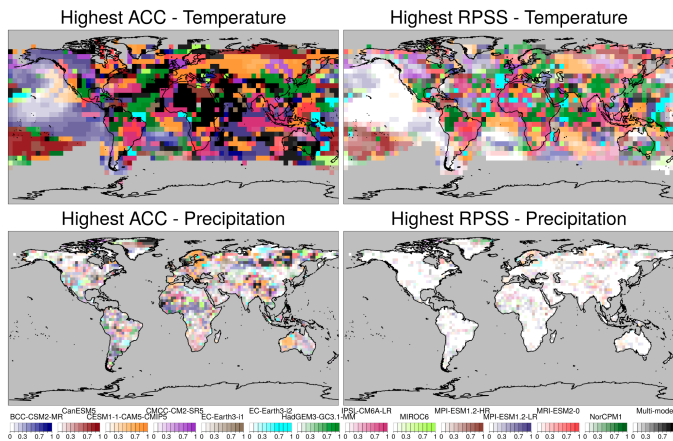 Highest ACC - Temperature
Highest RPSS - Temperature
Highest ACC - Precipitation
Highest RPSS - Precipitation
CanESM5 CMCC-CM2-SR5 EC-Earth3-i2 IPSL-CM6A-LR MPI-ESM1.2-HR MRI-ESM2-0 Multi-model
BCC-CSM2-MR CESM1-1-CAM5-CMIP5 EC-Earth3-i1 HadGEM3-GC3.1-MM MIROC6 MPI-ESM1.2-LR NorCPM1
0 0.3 0.7 1 0 0.3 0.7 1 0 0.3 0.7 1 0 0.3 0.7 1 0 0.3 0.7 1 0 0.3 0.7 1 0 0.3 0.7 1 0 0.3 0.7 1 0 0.3 0.7 1 0 0.3 0.7 1 0 0.3 0.7 1 0 0.3 0.7 1 0 0.3 0.7 1 0 0.3 0.7 1